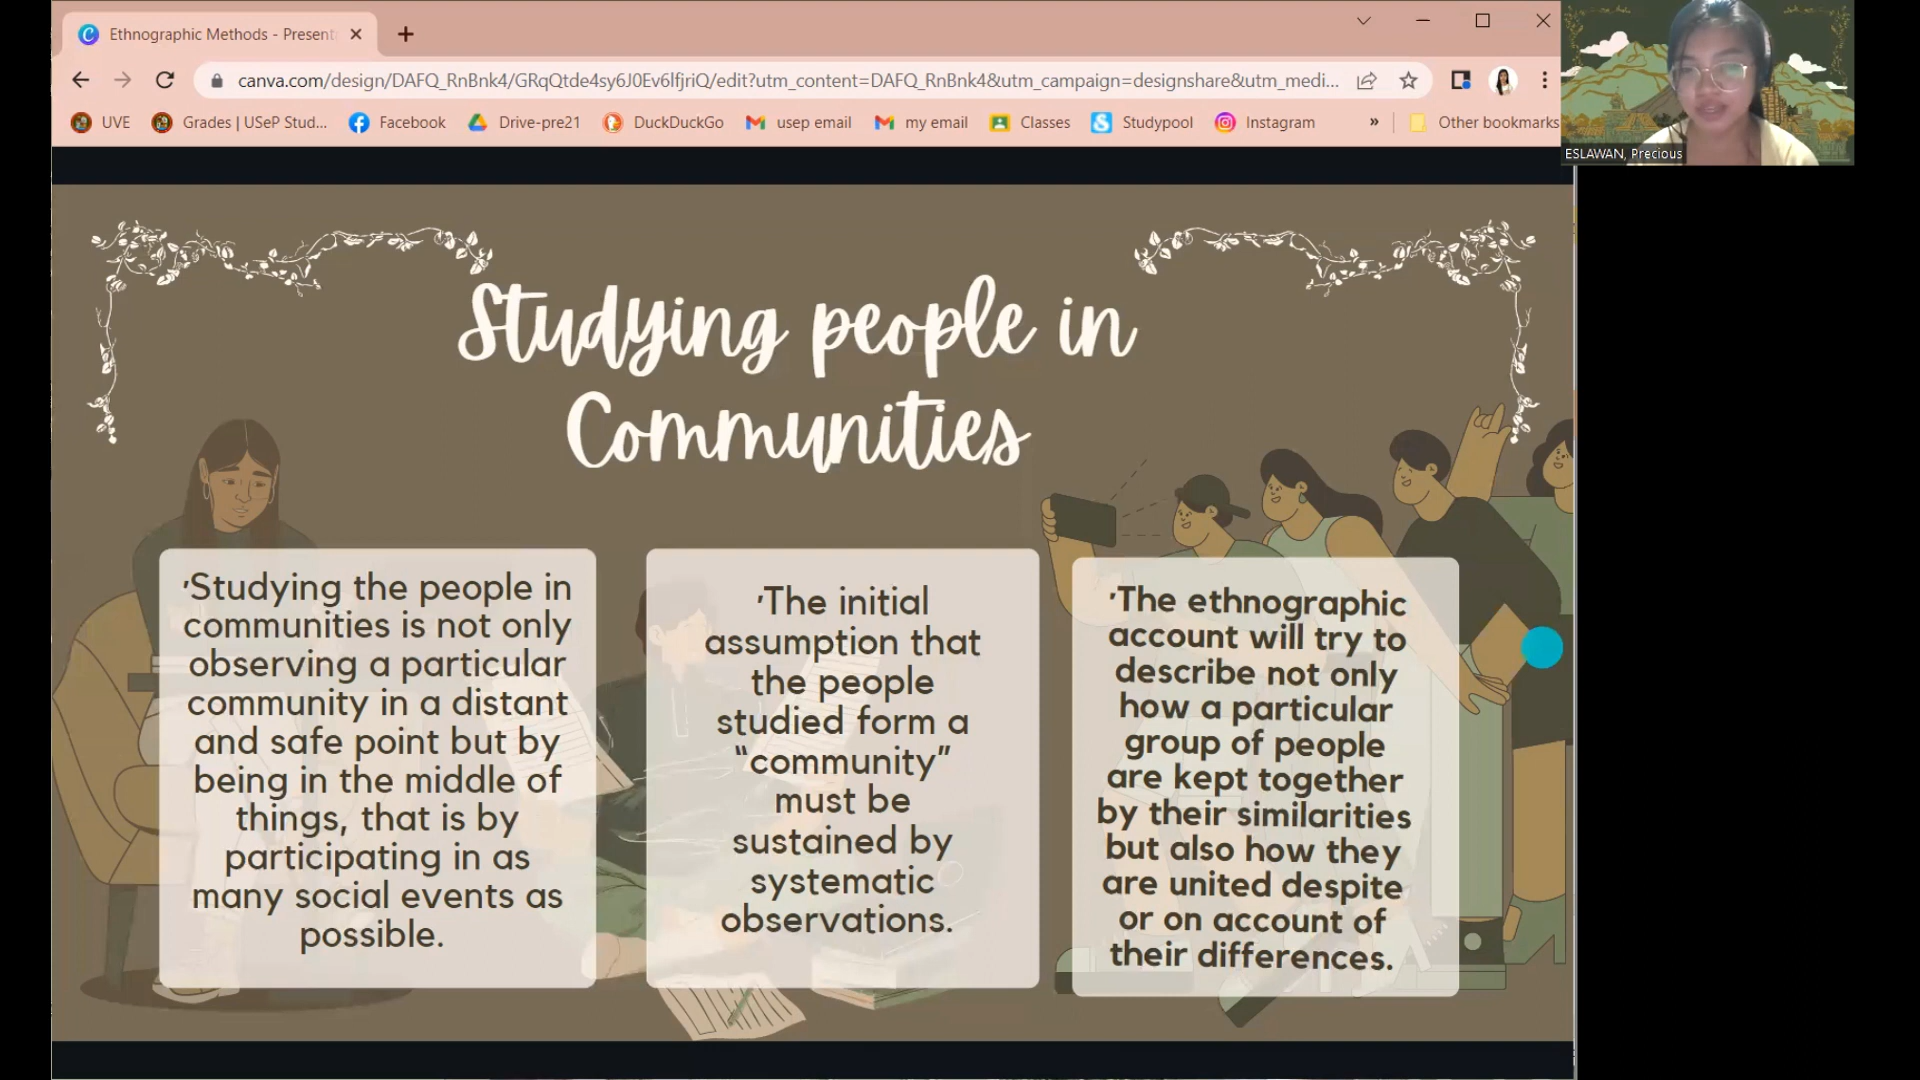 Ethnographic Methods - Present
canva.com/design/DAFQ_RnBnk4/GRqQtde4sy6J0Ev6lfjriQ/edit?utm_content=DAFQ_RnBnk4&utm_campaign=designshare&utm_medi...
UVE
Grades | USeP Stud...
Facebook
Drive-pre21
DuckDuckGo
usep email
my email
Classes
Studypool
Instagram
»
Other bookmarks
ESLAWAN, Precious
Studying people in
Communities
'Studying the people in
communities is not only
observing a particular
community in a distant
and safe point but by
being in the middle of
things, that is by
participating in as
many social events as
possible.
'The initial
assumption that
the people
studied form a
“community”
must be
sustained by
systematic
observations.
'The ethnographic
account will try to
describe not only
how a particular
group of people
are kept together
by their similarities
but also how they
are united despite
or on account of
their differences.